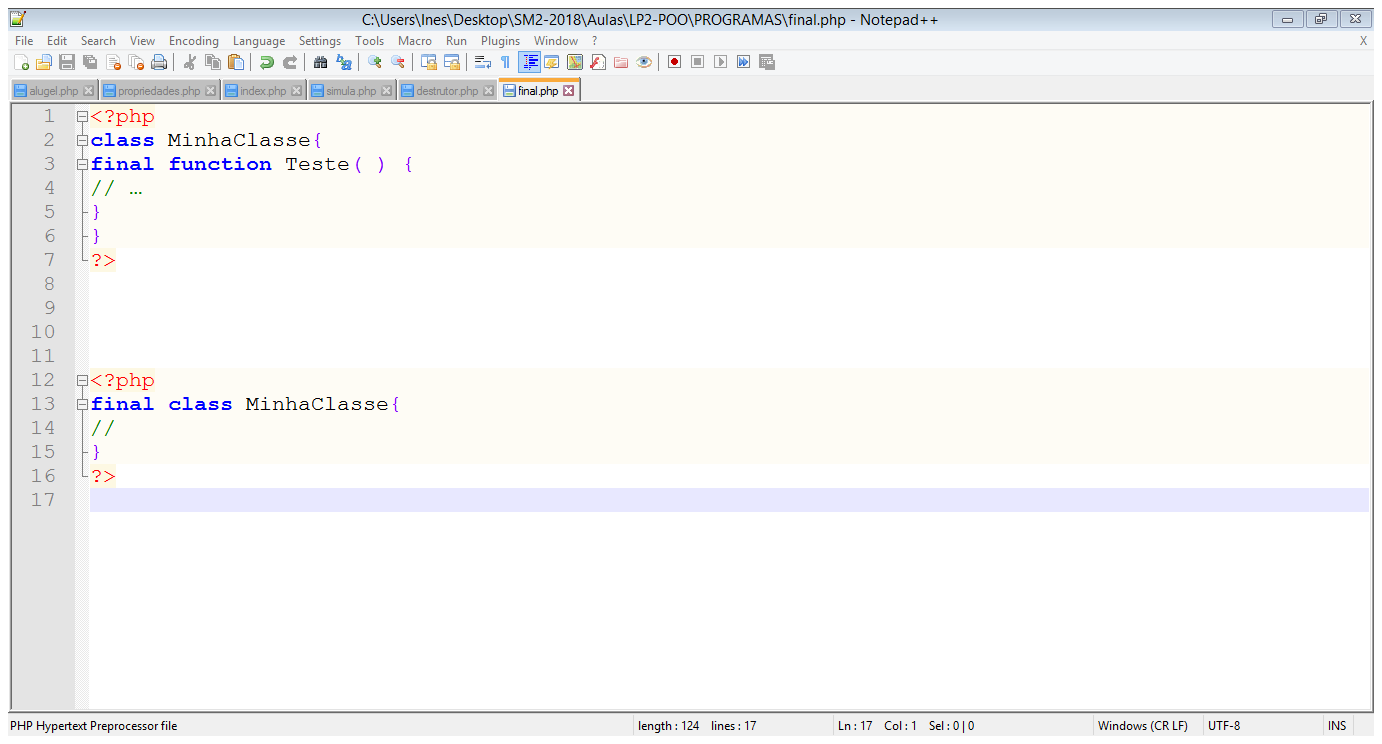 C:\Users\Ines\Desktop\SM2-2018\Aulas\LP2-POO\PROGRAMAS\final.php - Notepad++
File Edit Search View Encoding Language Settings Tools Macro Run Plugins Window ? X
alugel.php propriedades.php index.php simula.php destrutor.php final.php
1 <?php
2 class MinhaClasse{
3 final function Teste( ) {
4 // …
5 }
6 }
7 ?>
8
9
10
11
12 <?php
13 final class MinhaClasse{
14 //
15 }
16 ?>
17
PHP Hypertext Preprocessor file length : 124 lines : 17 Ln : 17 Col : 1 Sel : 0 | 0 Windows (CR LF) UTF-8 INS